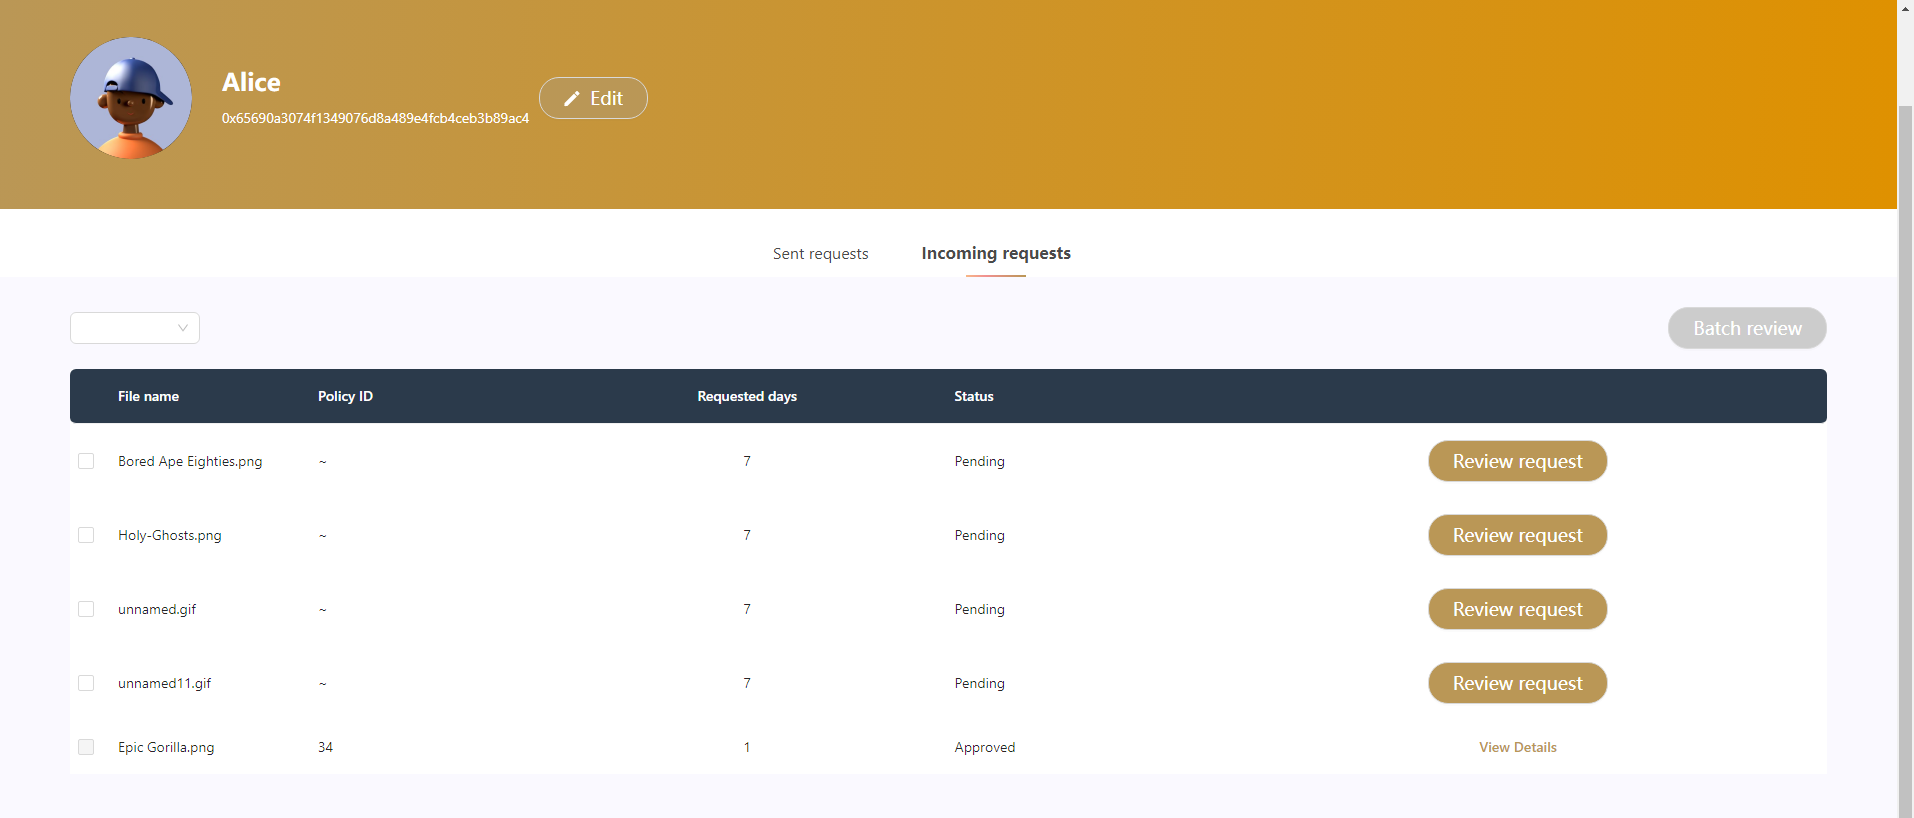 Alice
0x65690a3074f1349076d8a489e4fcb4ceb3b89ac4
Edit
Sent requests
Incoming requests
Batch review
File name Policy ID Requested days Status
Bored Ape Eighties.png ~ 7 Pending Review request
Holy-Ghosts.png ~ 7 Pending Review request
unnamed.gif ~ 7 Pending Review request
unnamed11.gif ~ 7 Pending Review request
Epic Gorilla.png 34 1 Approved View Details